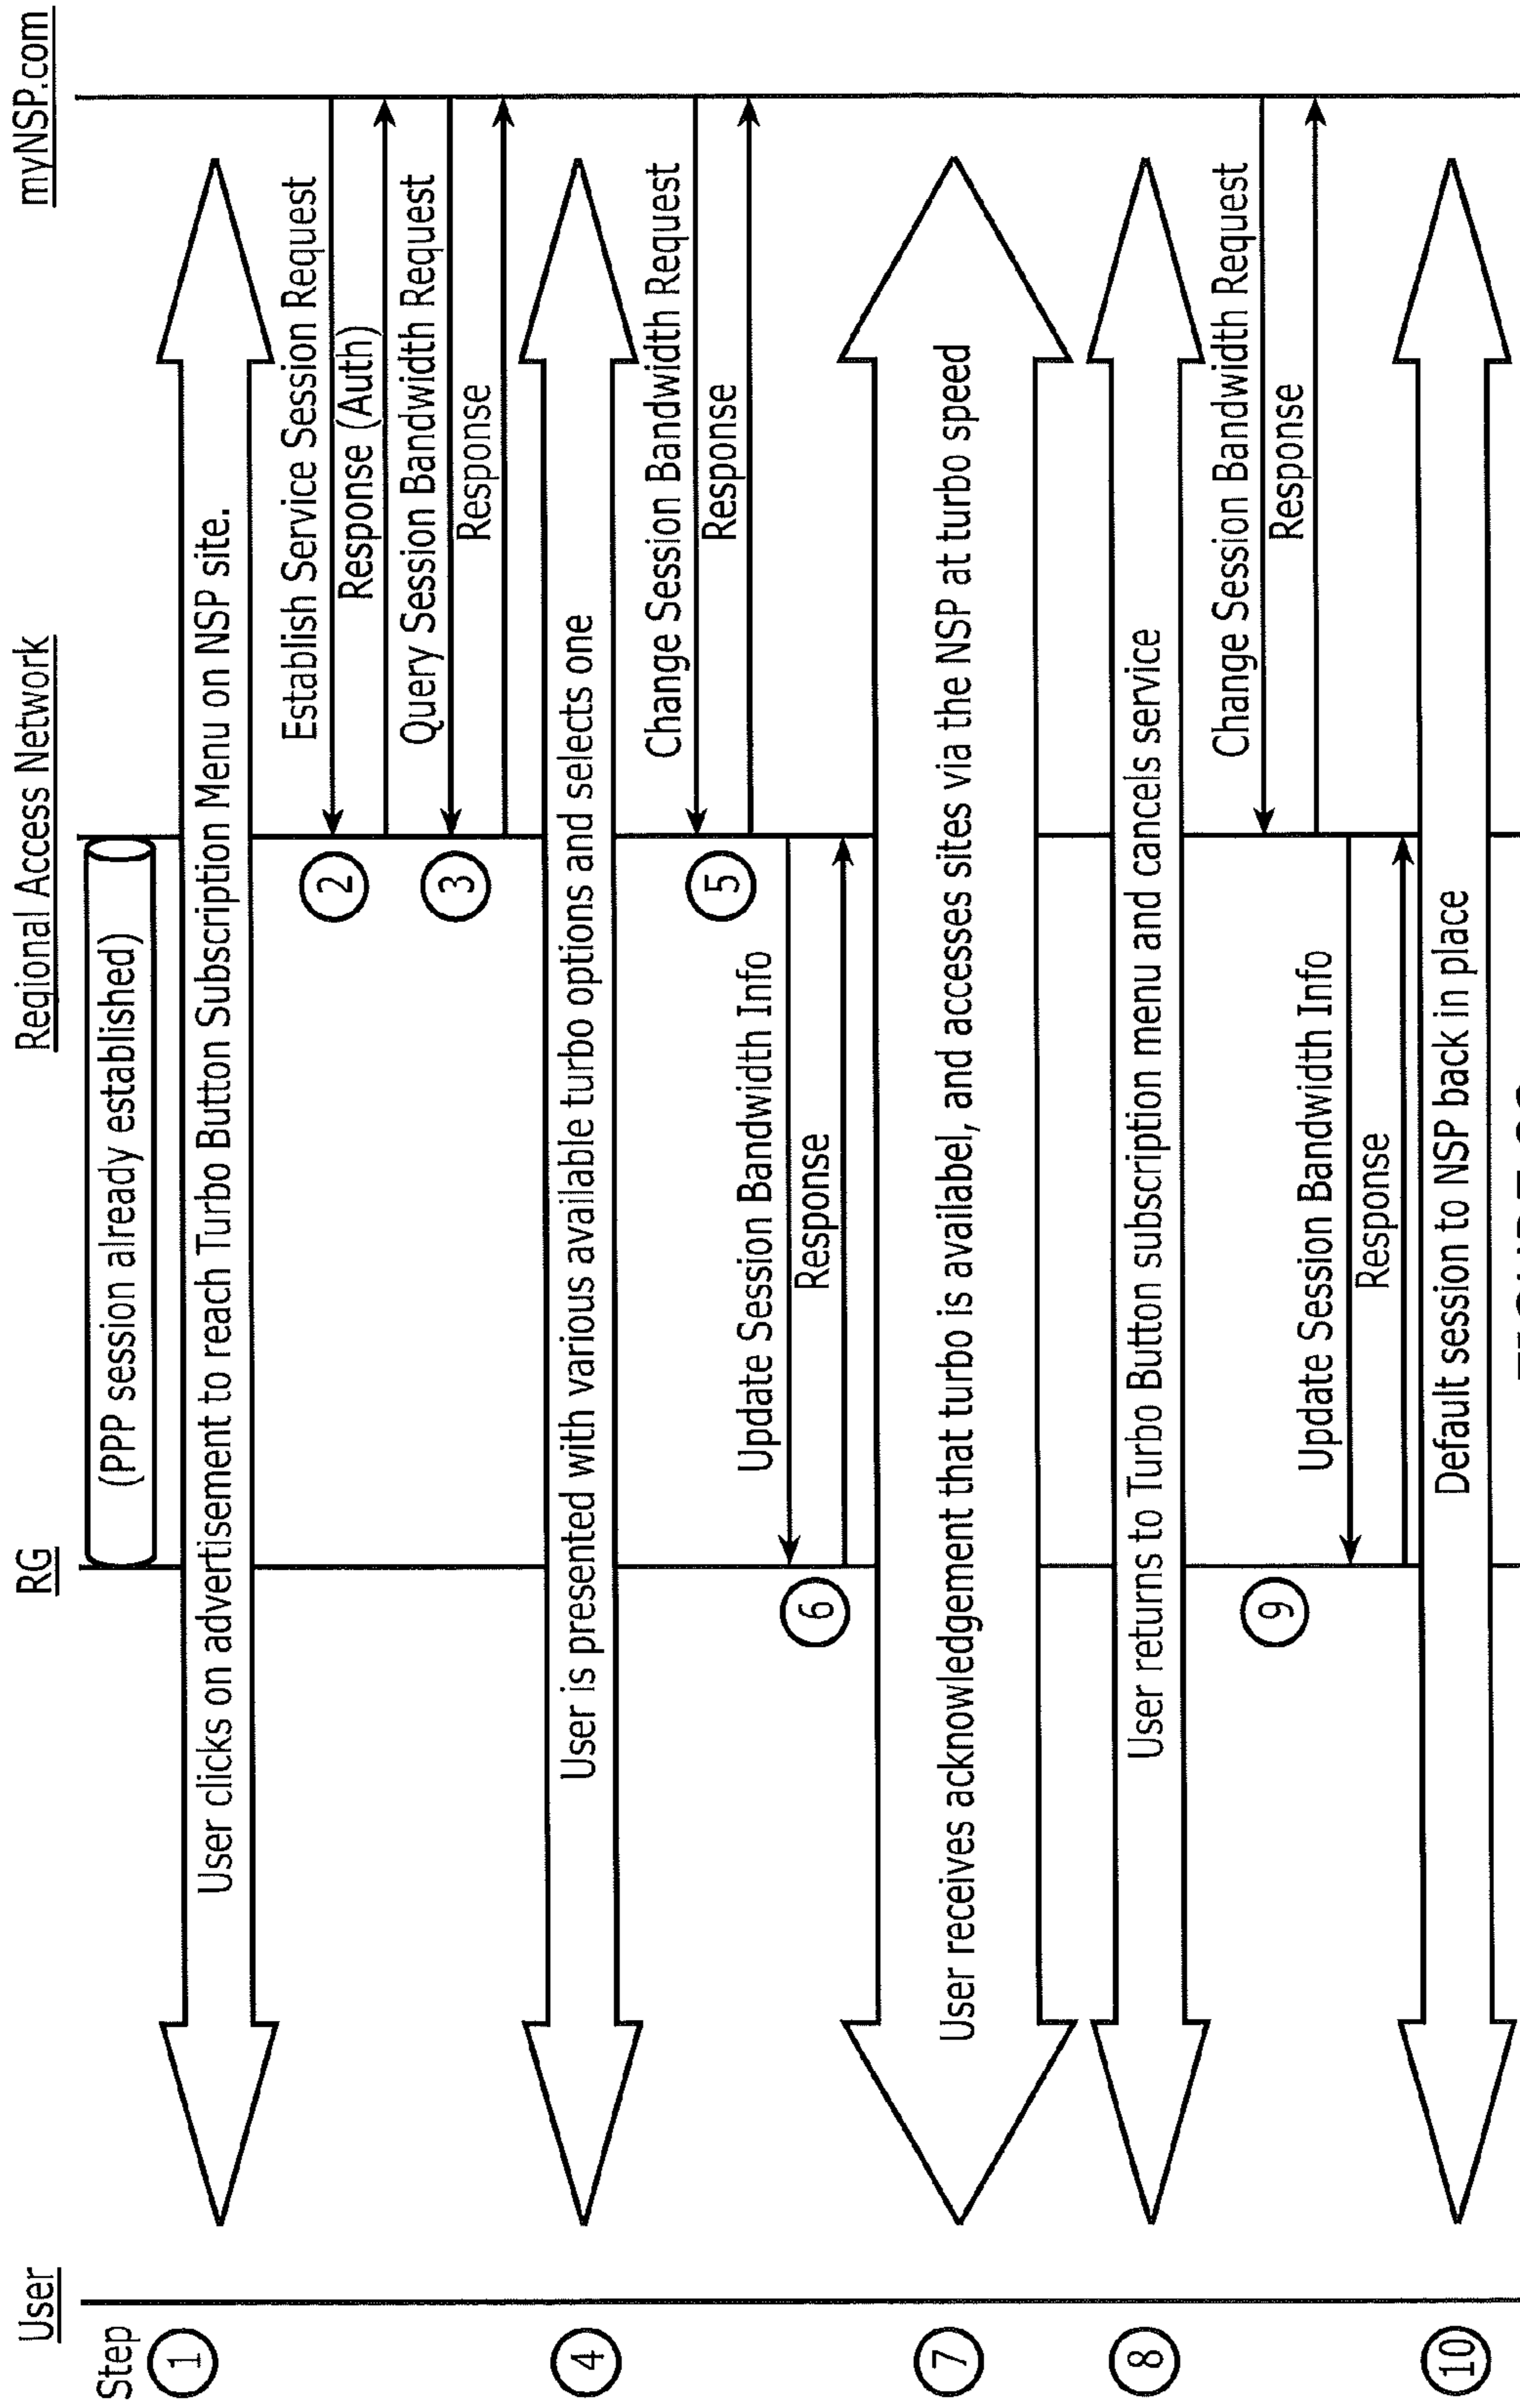 User
RG
Regional Access Network
myNSP.com
Step
(PPP session already established)
1
User clicks on advertisement to reach Turbo Button Subscription Menu on NSP site.
Establish Service Session Request
2
Response (Auth)
Query Session Bandwidth Request
3
Response
4
User is presented with various available turbo options and selects one
Change Session Bandwidth Request
5
Response
Update Session Bandwidth Info
6
Response
7
User receives acknowledgement that turbo is availabel, and accesses sites via the NSP at turbo speed
8
User returns to Turbo Button subscription menu and cancels service
Change Session Bandwidth Request
9
Response
Update Session Bandwidth Info
Response
10
Default session to NSP back in place